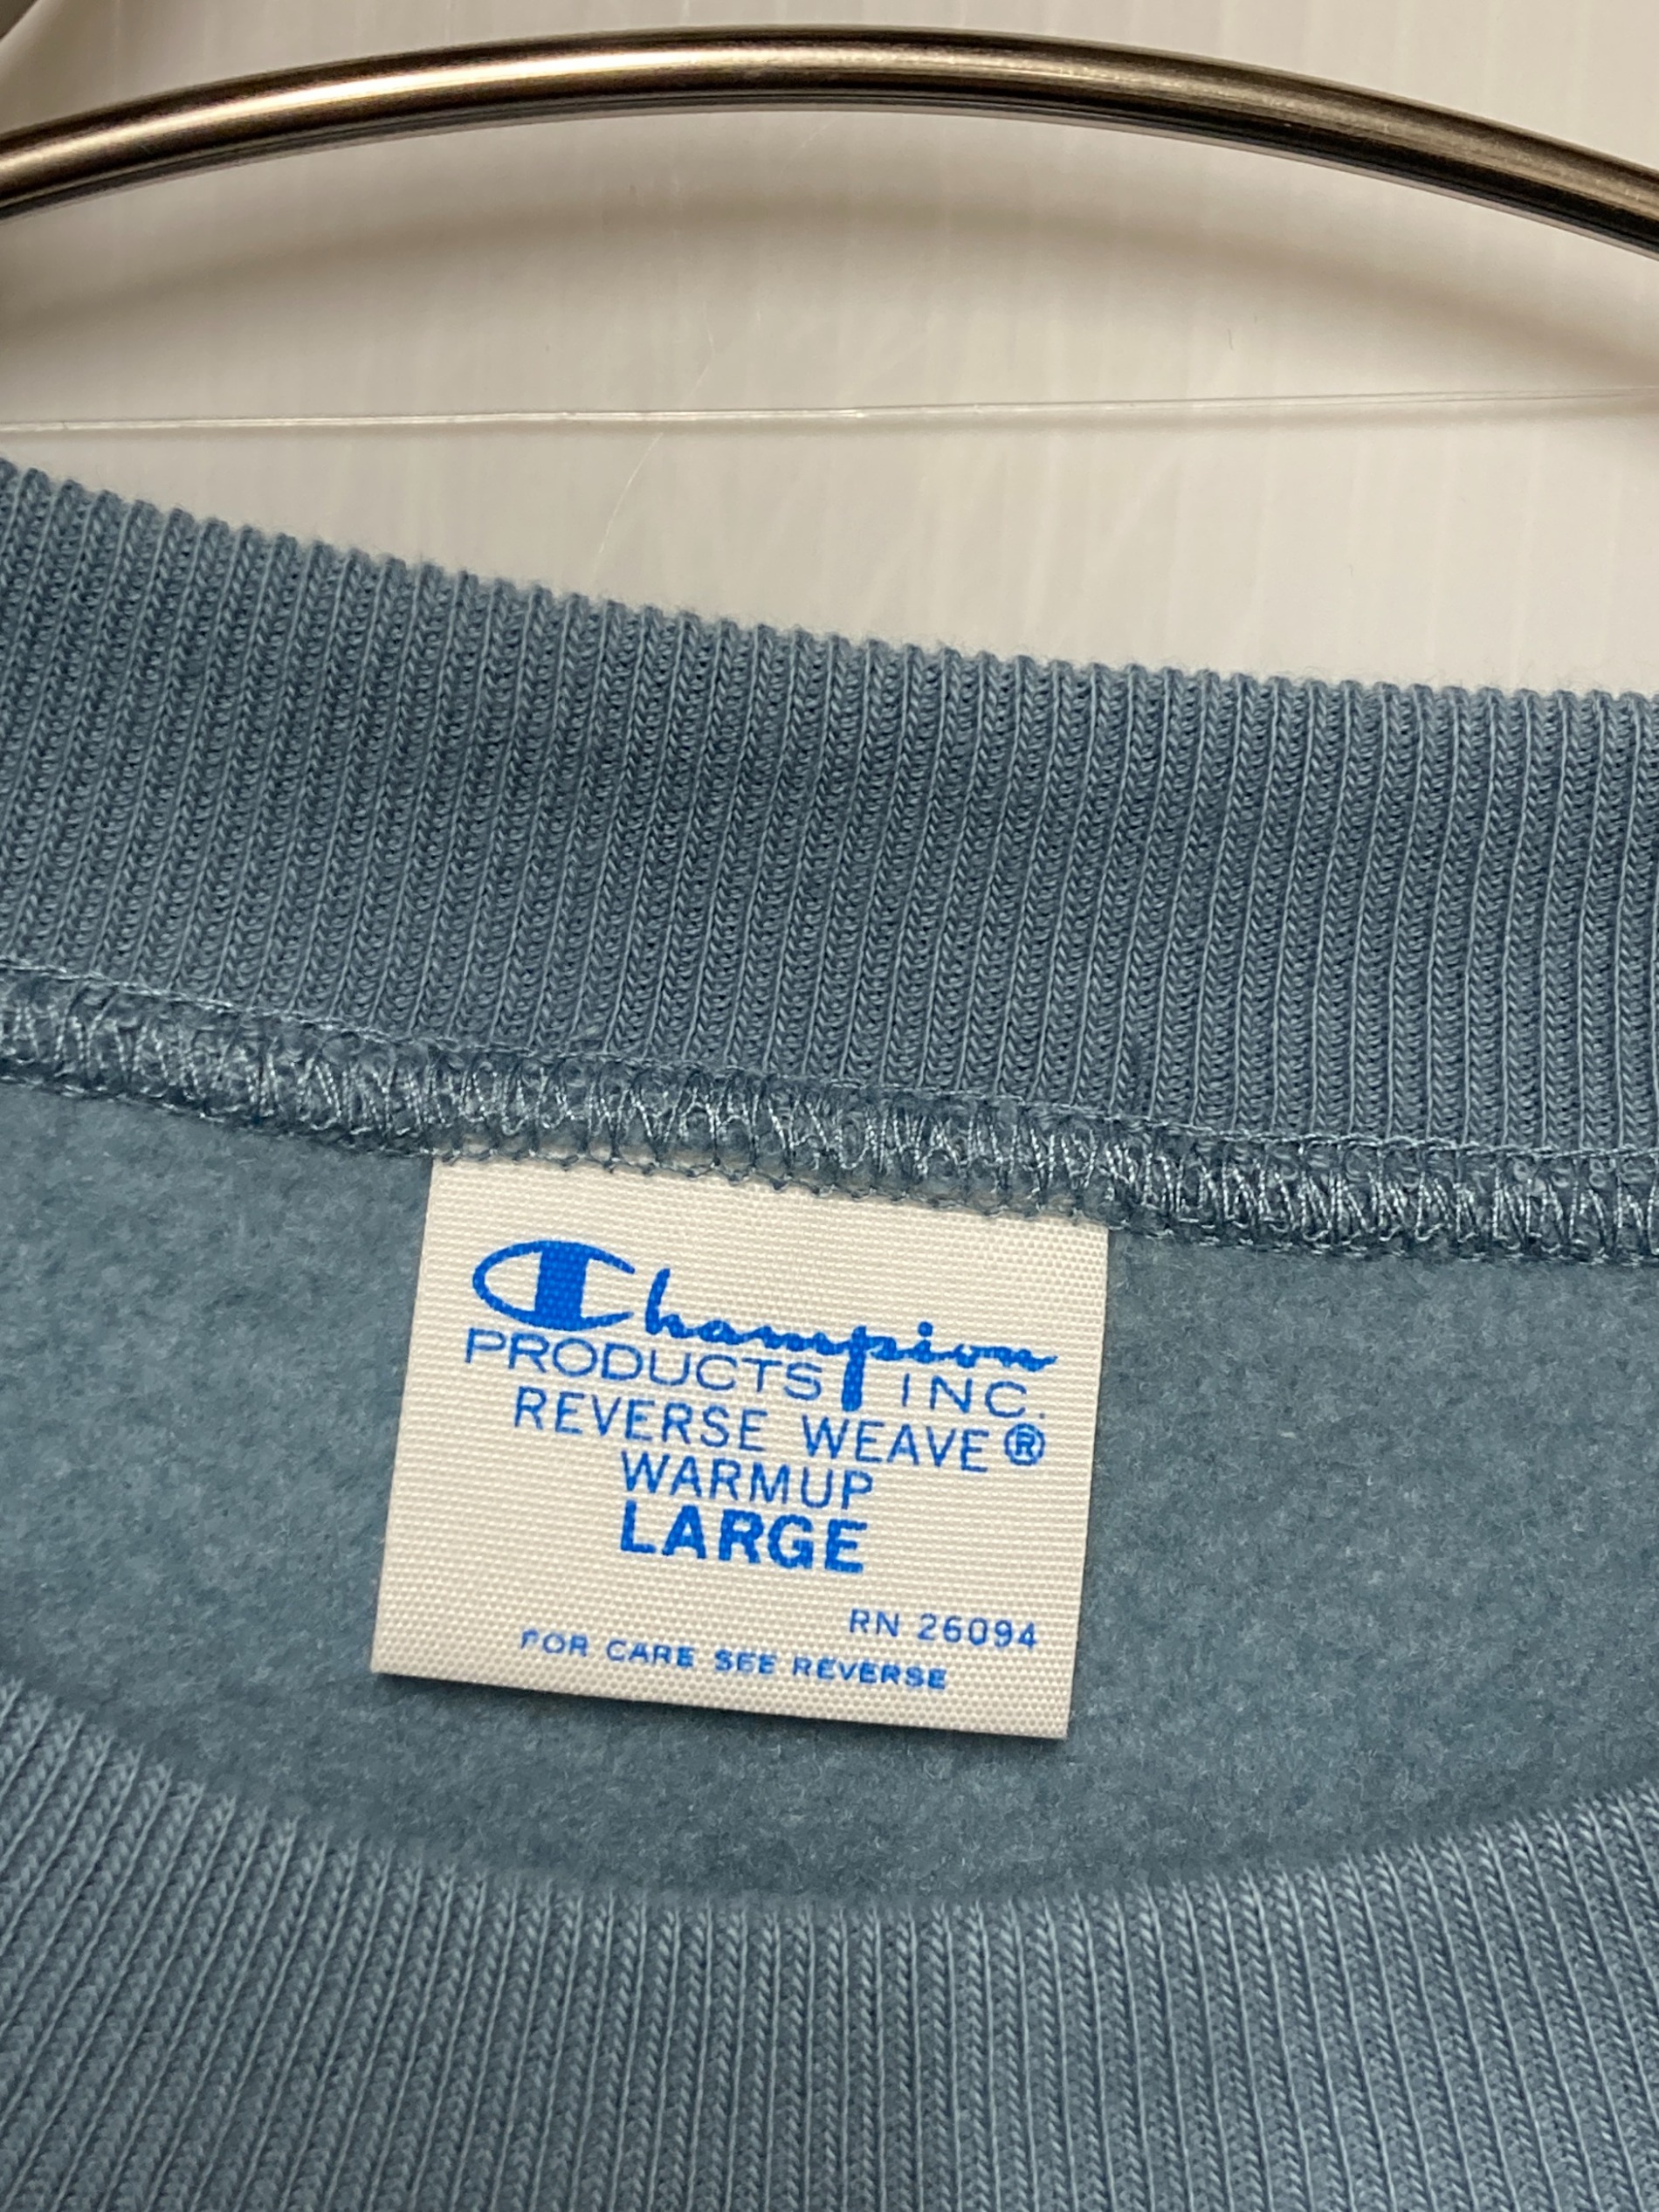 Champion
PRODUCTS INC.
REVERSE WEAVE®
WARMUP
LARGE
RN 26094
FOR CARE SEE REVERSE